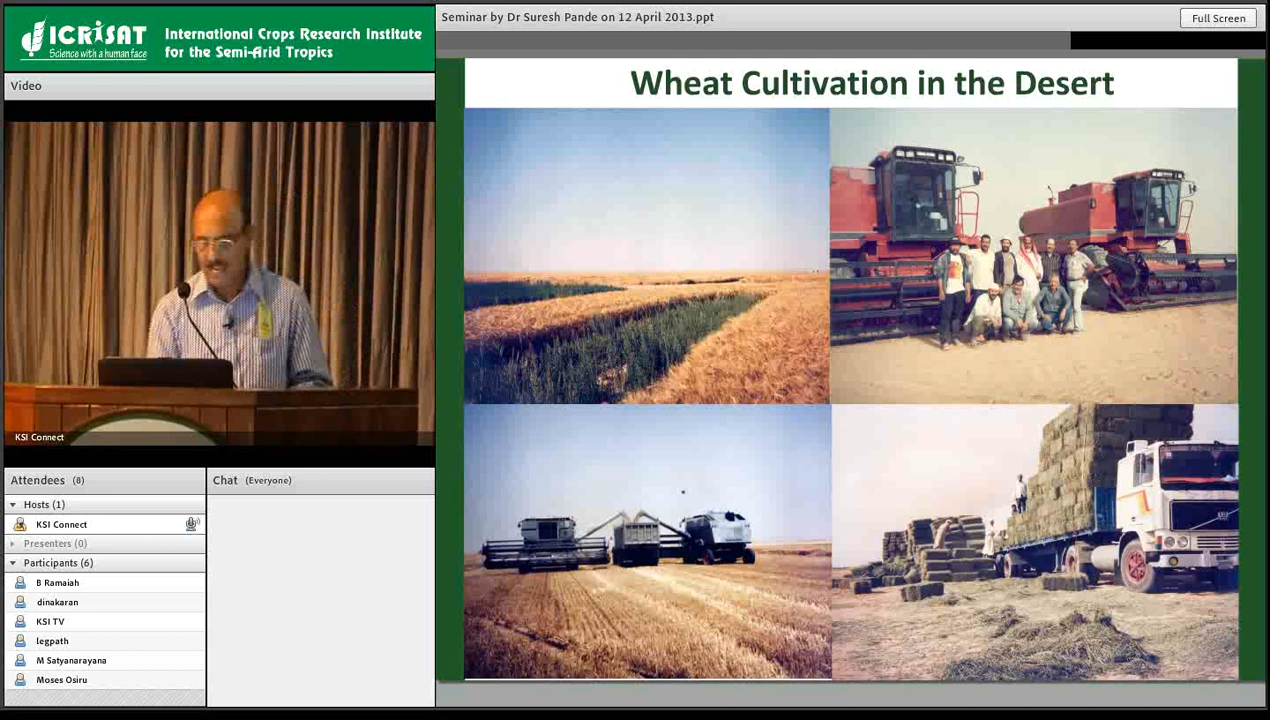 ICRISAT
Science with a human face
International Crops Research Institute
for the Semi-Arid Tropics
Video
KSI Connect
Attendees (8)
Hosts (1)
KSI Connect
Presenters (0)
Participants (6)
B Ramaiah
dinakaran
KSI TV
legpath
M Satyanarayana
Moses Osiru
Chat (Everyone)
Seminar by Dr Suresh Pande on 12 April 2013.ppt
Full Screen
Wheat Cultivation in the Desert